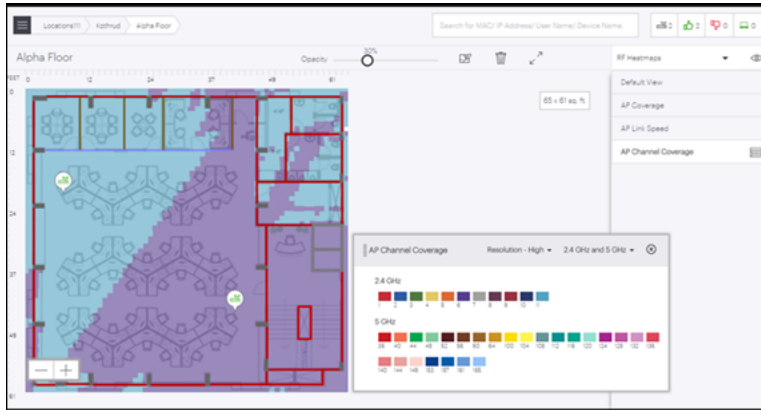 Locations111 Kothrud Alpha Floor
Search for MAC/ IP Address/ User Name/ Device Name.
2 2 0 0
Alpha Floor
Opacity
30%
RF Heatmaps
Default View
AP Coverage
AP Link Speed
AP Channel Coverage
FEET 0 12 24 37 49 61
0
12
24
37
49
61
65 x 61 sq. ft.
AP Channel Coverage Resolution - High 2.4 GHz and 5 GHz
2.4 GHz
1 2 3 4 5 6 7 8 9 10 11
5 GHz
36 40 44 48 52 56 60 64 100 104 108 112 116 120 124 128 132 136
140 144 149 153 157 161 165